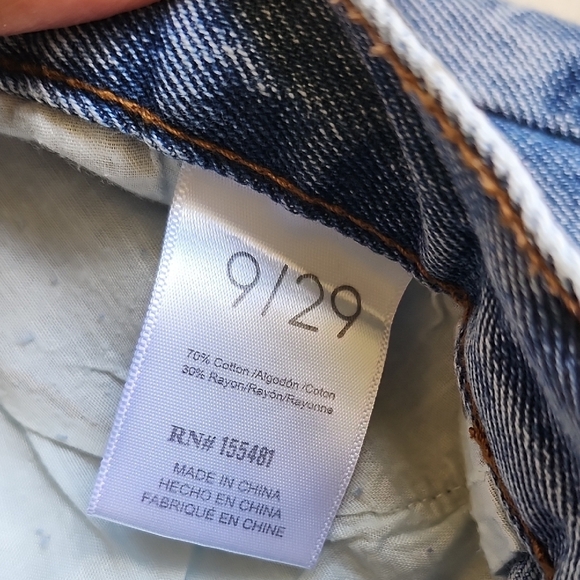 9/29
70% Cotton /Algodón /Coton
30% Rayon/Rayón/Rayonne
RN# 155481
MADE IN CHINA
HECHO EN CHINA
FABRIQUÉ EN CHINE